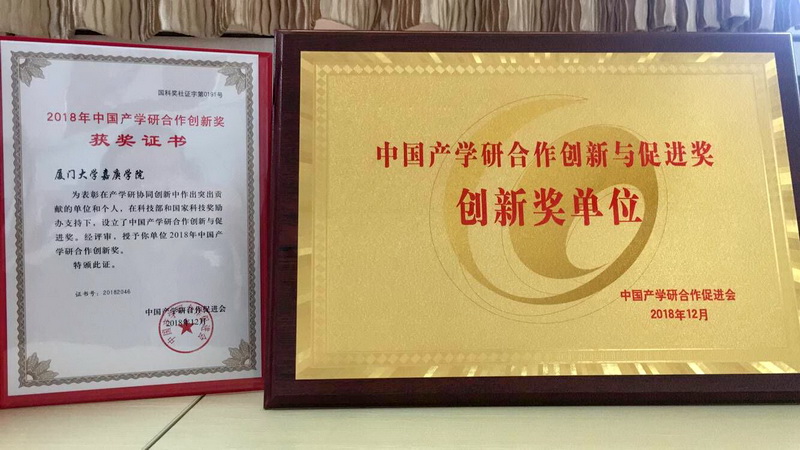 国科奖社证字第0191号
2018年中国产学研合作创新奖
获奖证书
厦门大学嘉庚学院
为表彰在产学研协同创新中作出突出贡
献的单位和个人，在科技部和国家科技奖励
办支持下，设立了中国产学研合作创新与促
进奖。经评审，授予你单位2018年中国产
学研合作创新奖。
特颁此证。
证书号：20182046
中国产学研合作促进会
2018年12月
中国产学研合作创新与促进奖
创新奖单位
中国产学研合作促进会
2018年12月